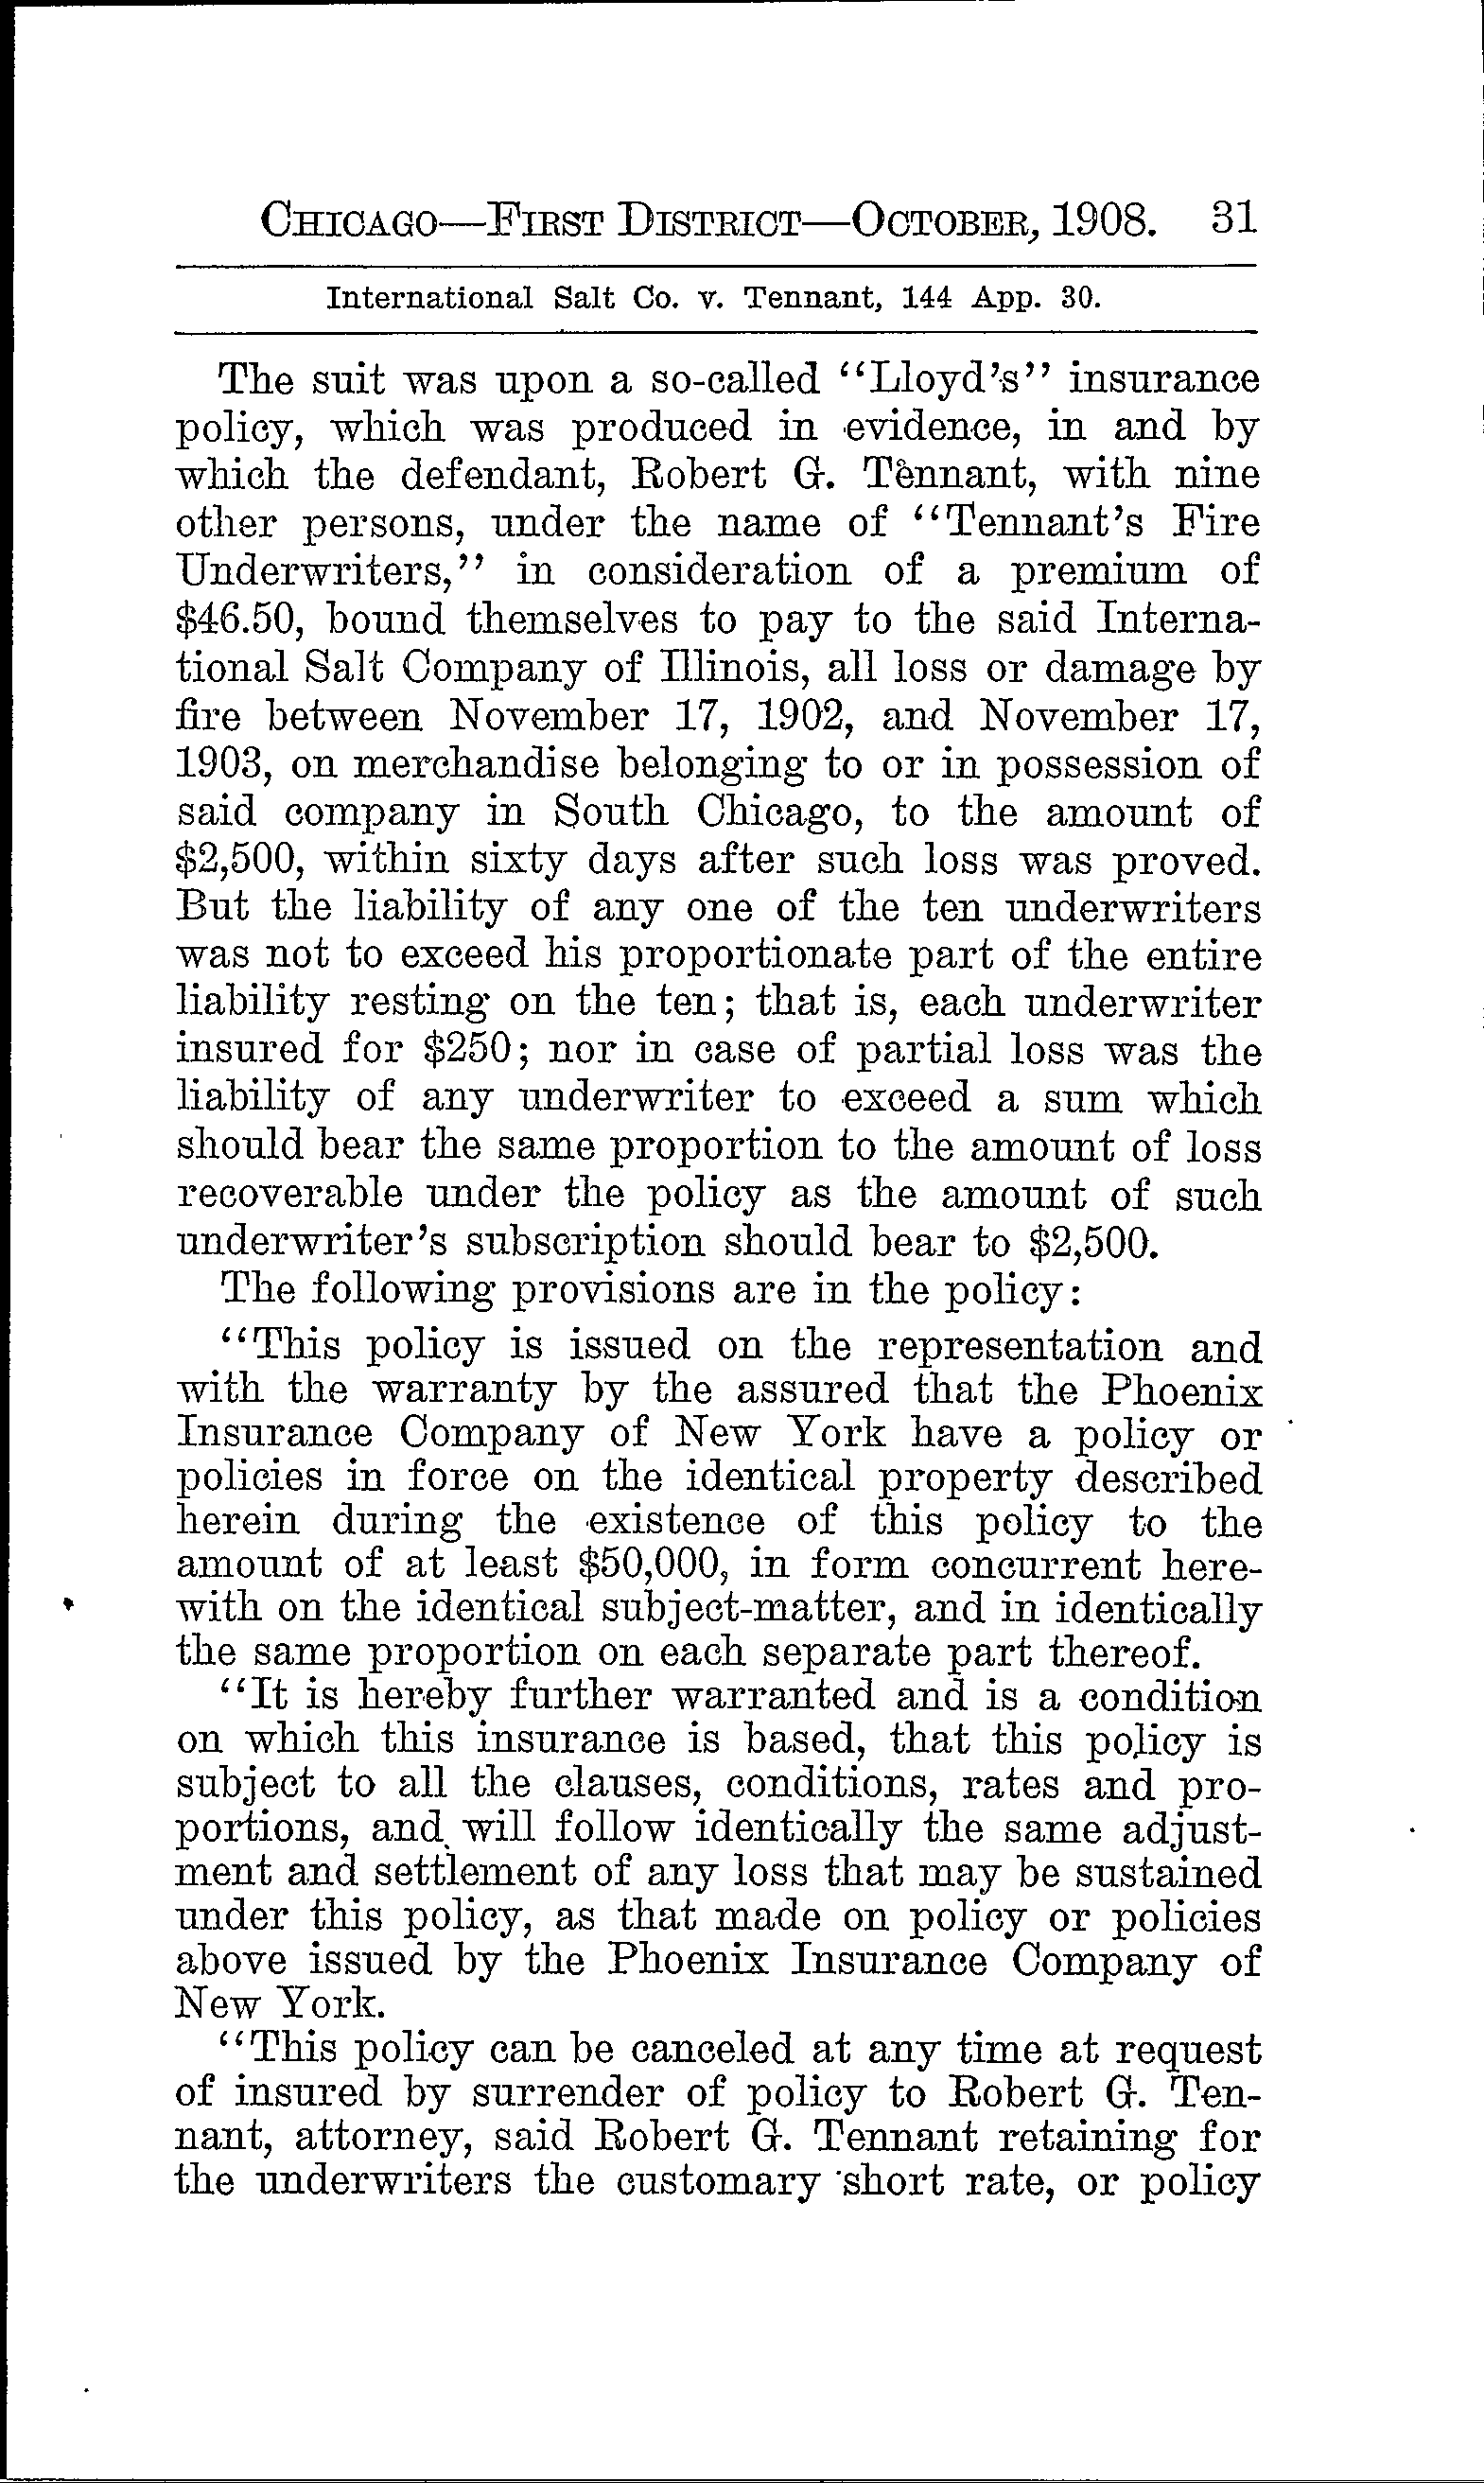 CHICAGO—FIRST DISTRICT—OCTOBER, 1908. 31
International Salt Co. v. Tennant, 144 App. 30.
The suit was upon a so-called "Lloyd's" insurance
policy, which was produced in evidence, in and by
which the defendant, Robert G. Tennant, with nine
other persons, under the name of "Tennant's Fire
Underwriters," in consideration of a premium of
$46.50, bound themselves to pay to the said Interna-
tional Salt Company of Illinois, all loss or damage by
fire between November 17, 1902, and November 17,
1903, on merchandise belonging to or in possession of
said company in South Chicago, to the amount of
$2,500, within sixty days after such loss was proved.
But the liability of any one of the ten underwriters
was not to exceed his proportionate part of the entire
liability resting on the ten; that is, each underwriter
insured for $250; nor in case of partial loss was the
liability of any underwriter to exceed a sum which
should bear the same proportion to the amount of loss
recoverable under the policy as the amount of such
underwriter's subscription should bear to $2,500.
The following provisions are in the policy:
"This policy is issued on the representation and
with the warranty by the assured that the Phoenix
Insurance Company of New York have a policy or
policies in force on the identical property described
herein during the existence of this policy to the
amount of at least $50,000, in form concurrent here-
with on the identical subject-matter, and in identically
the same proportion on each separate part thereof.
"It is hereby further warranted and is a condition
on which this insurance is based, that this policy is
subject to all the clauses, conditions, rates and pro-
portions, and will follow identically the same adjust-
ment and settlement of any loss that may be sustained
under this policy, as that made on policy or policies
above issued by the Phoenix Insurance Company of
New York.
"This policy can be canceled at any time at request
of insured by surrender of policy to Robert G. Ten-
nant, attorney, said Robert G. Tennant retaining for
the underwriters the customary short rate, or policy